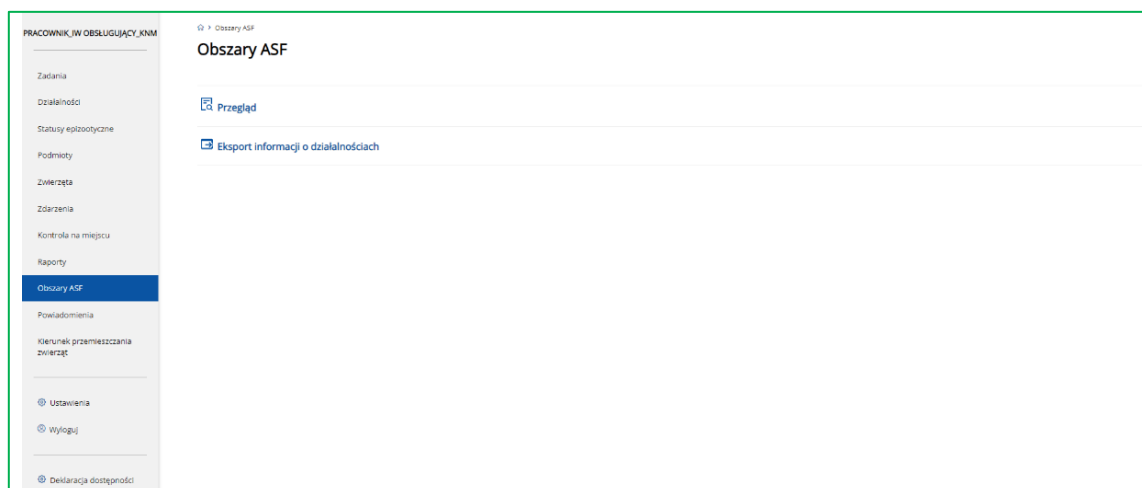 PRACOWNIK_IW OBSŁUGUJĄCY_KNM
Zadania
Działalności
Statusy epizootyczne
Podmioty
Zwierzęta
Zdarzenia
Kontrola na miejscu
Raporty
Obszary ASF
Powiadomienia
Kierunek przemieszczania
zwierząt
Ustawienia
Wyloguj
Deklaracja dostępności
Obszary ASF
Obszary ASF
Przegląd
Eksport informacji o działalnościach